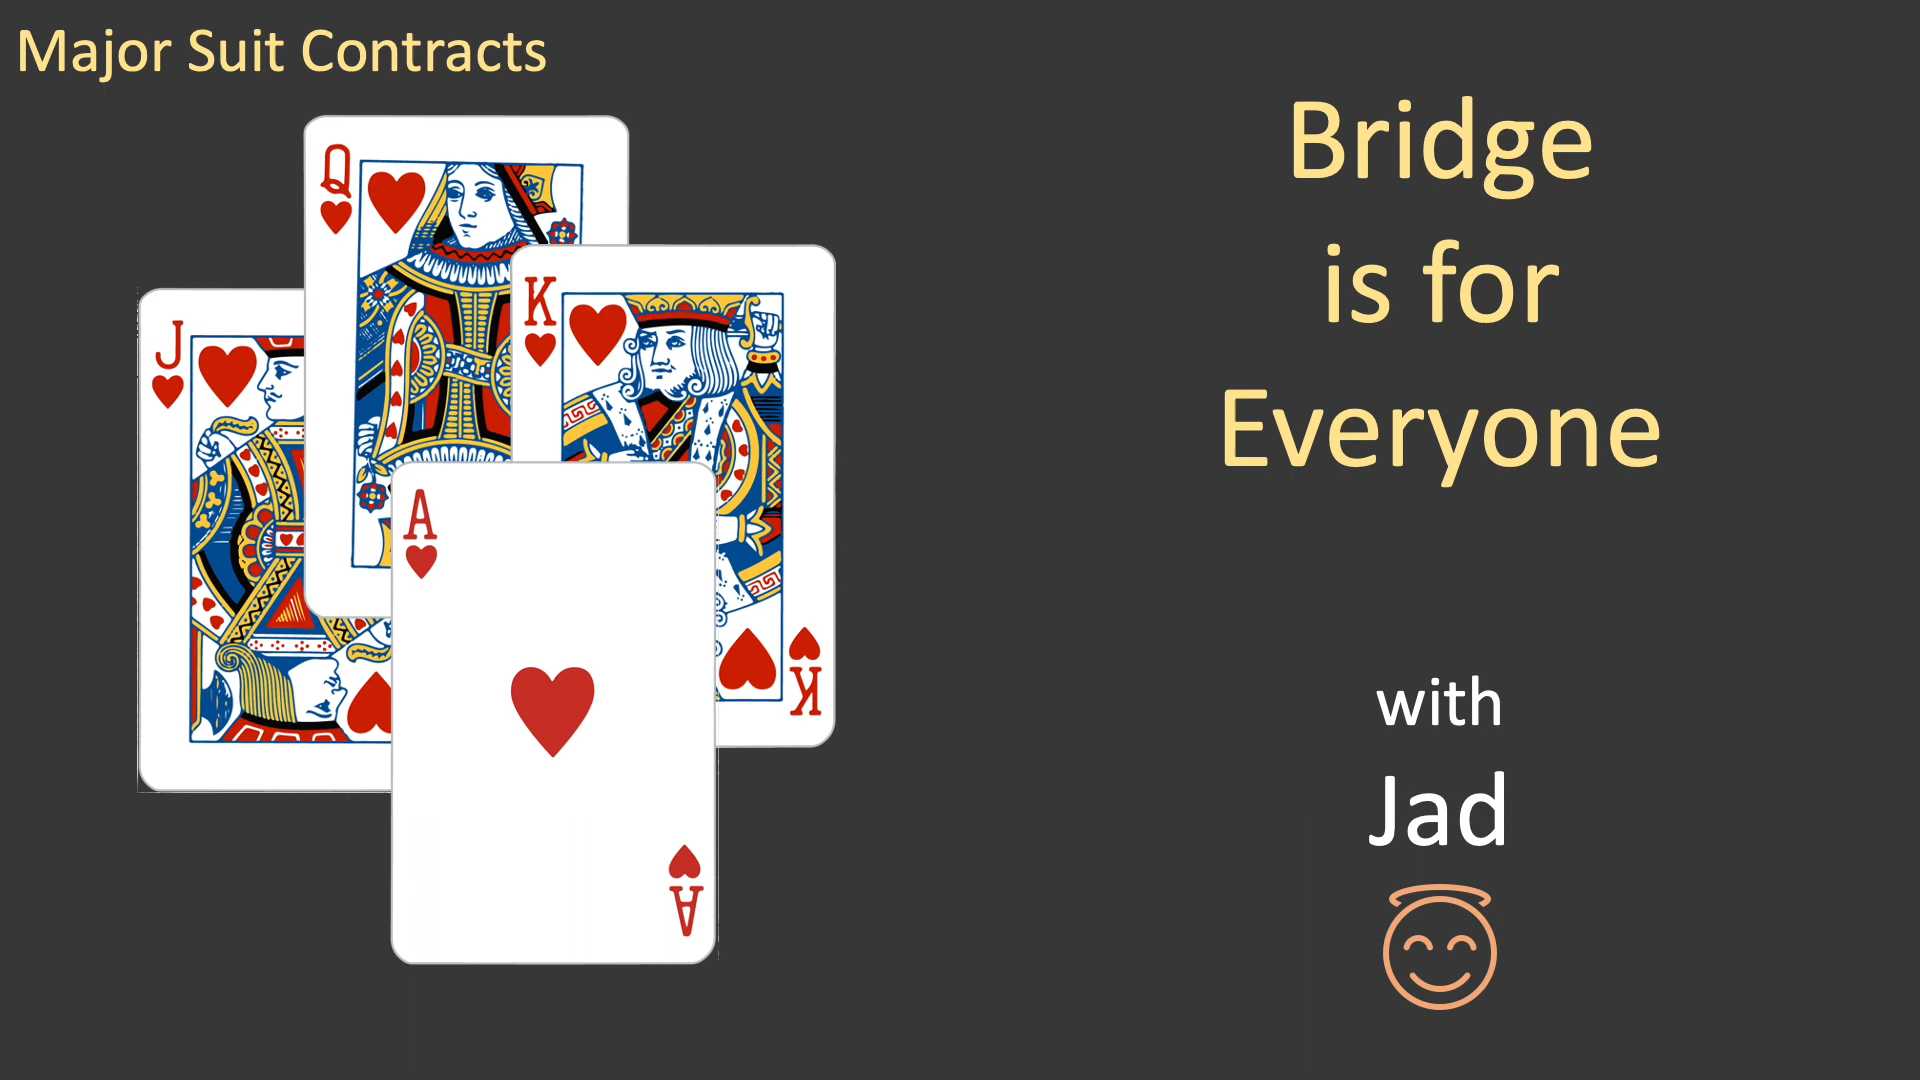 Major Suit Contracts
Q
K
J
A
K
A
Bridge
is for
Everyone
with
Jad